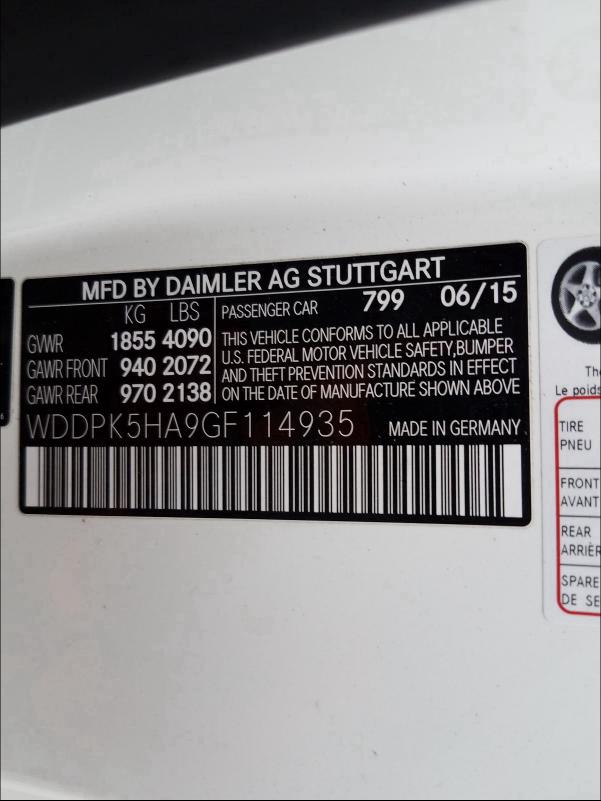 MFD BY DAIMLER AG STUTTGART
KG LBS
GVWR 1855 4090
GAWR FRONT 940 2072
GAWR REAR 970 2138
PASSENGER CAR 799 06/15
THIS VEHICLE CONFORMS TO ALL APPLICABLE
U.S. FEDERAL MOTOR VEHICLE SAFETY,BUMPER
AND THEFT PREVENTION STANDARDS IN EFFECT
ON THE DATE OF MANUFACTURE SHOWN ABOVE
WDDPK5HA9GF114935 MADE IN GERMANY
Le poids
TIRE
PNEU
FRONT
AVANT
REAR
SPARE
DE